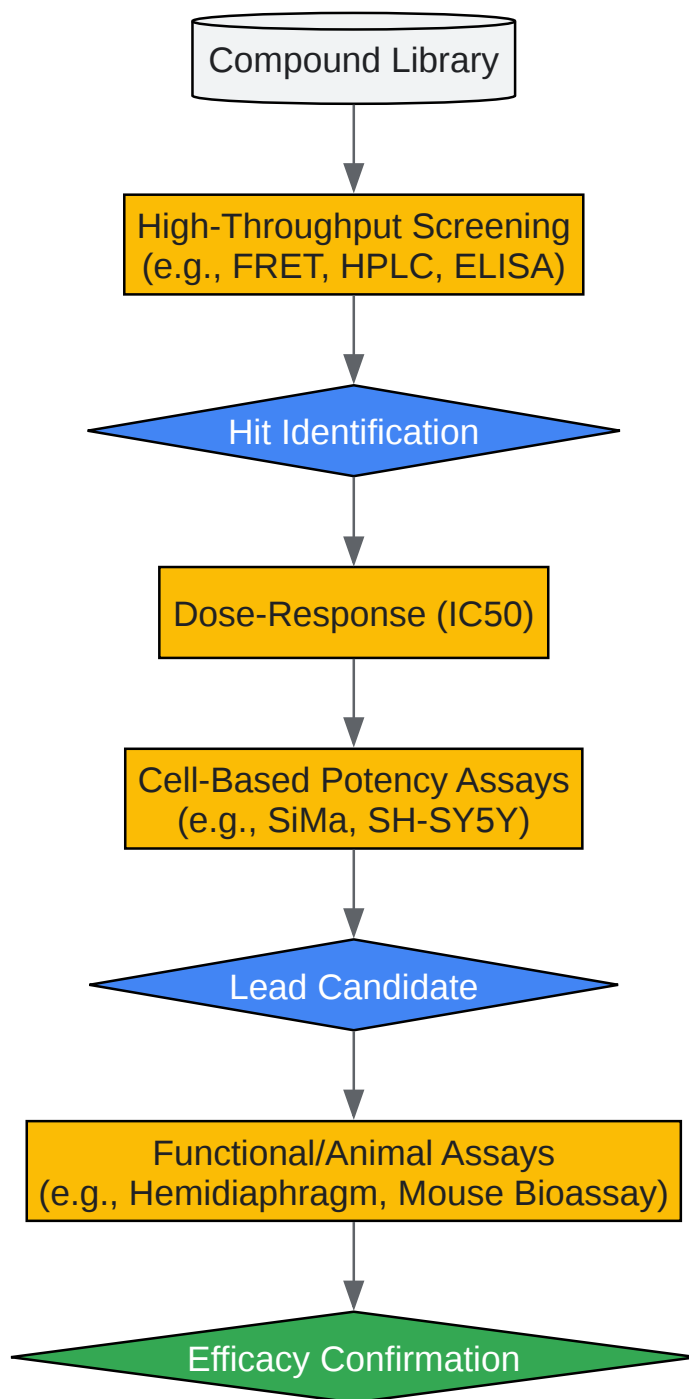 Compound Library
High-Throughput Screening
(e.g., FRET, HPLC, ELISA)
Hit Identification
Dose-Response (IC50)
Cell-Based Potency Assays
(e.g., SiMa, SH-SY5Y)
Lead Candidate
Functional/Animal Assays
(e.g., Hemidiaphragm, Mouse Bioassay)
Efficacy Confirmation